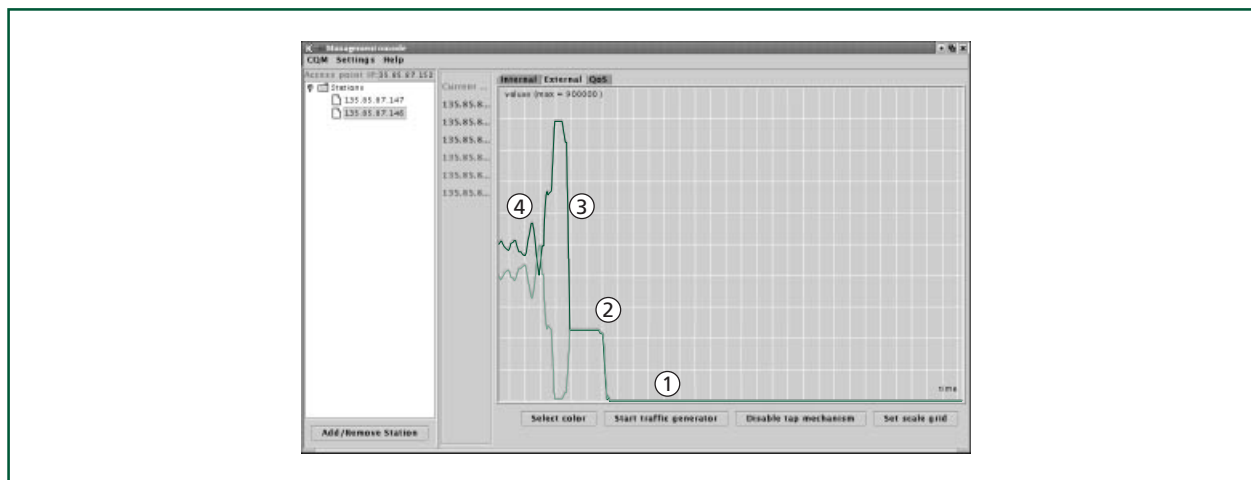 Management console
CQM Settings Help
Access point IP:35.85.87.152
Stations
135.85.87.147
135.85.87.146
Current ...
135.85.8...
135.85.8...
135.85.8...
135.85.8...
135.85.8...
135.85.8...
Internal External QoS
values (max = 900000)
4
3
2
1
time
Select color Start traffic generator Disable tap mechanism Set scale grid
Add/Remove Station